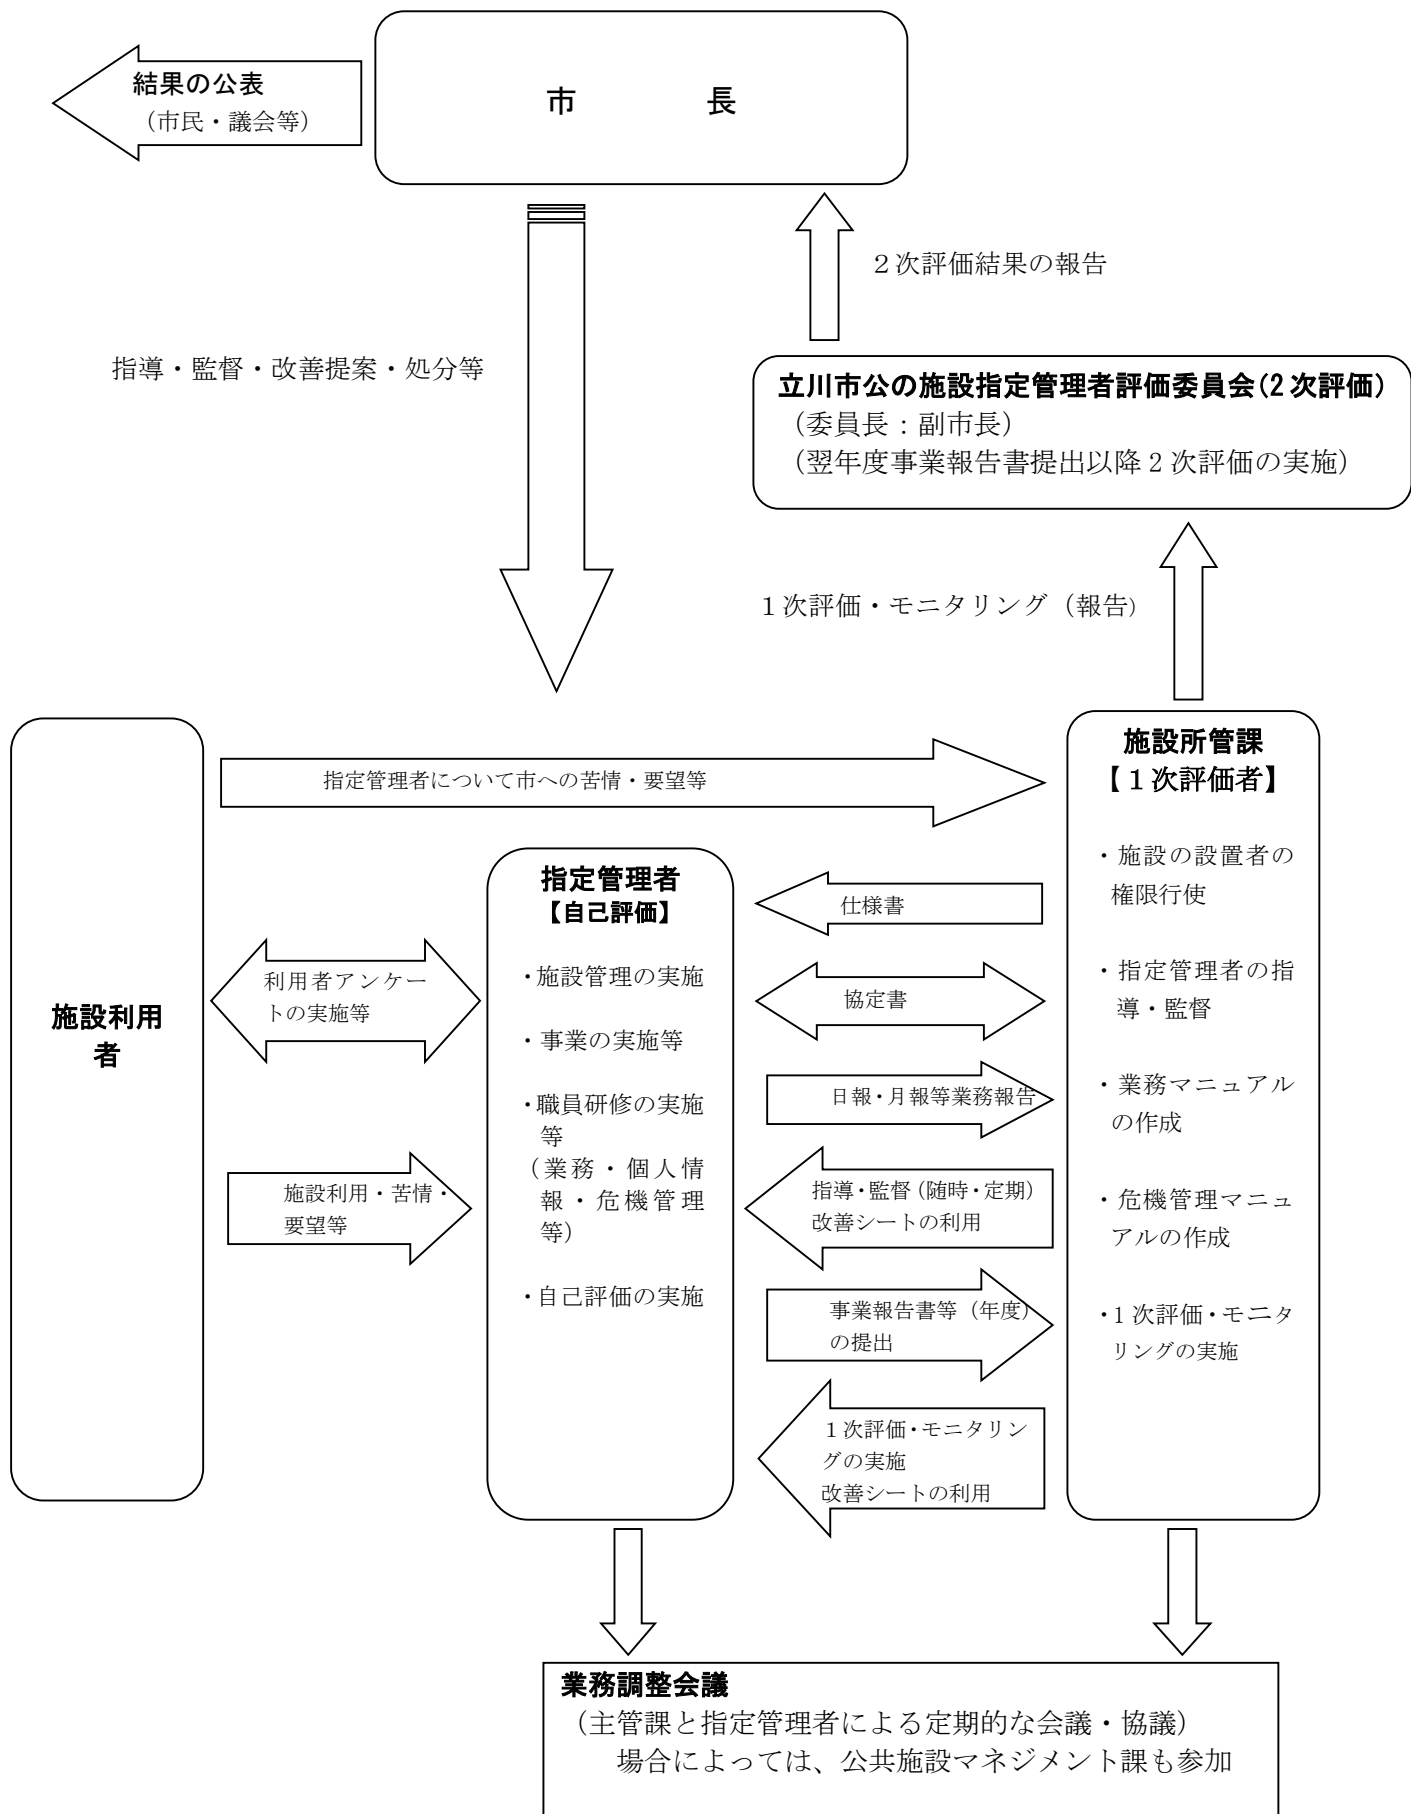 結果の公表
（市民・議会等）
市　　　　長
２次評価結果の報告
指導・監督・改善提案・処分等
立川市公の施設指定管理者評価委員会(２次評価)
（委員長：副市長）
（翌年度事業報告書提出以降２次評価の実施）
１次評価・モニタリング（報告）
施設利用
者
指定管理者について市への苦情・要望等
利用者アンケー
トの実施等
施設利用・苦情・
要望等
指定管理者
【自己評価】
・施設管理の実施
・事業の実施等
・職員研修の実施
等
（業務・個人情
報・危機管理
等）
・自己評価の実施
仕様書
協定書
日報・月報等業務報告
指導・監督（随時・定期）
改善シートの利用
事業報告書等（年度）
の提出
１次評価・モニタリン
グの実施
改善シートの利用
施設所管課
【１次評価者】
・施設の設置者の
権限行使
・指定管理者の指
導・監督
・業務マニュアル
の作成
・危機管理マニュ
アルの作成
・1 次評価・モニタ
リングの実施
業務調整会議
（主管課と指定管理者による定期的な会議・協議）
場合によっては、公共施設マネジメント課も参加